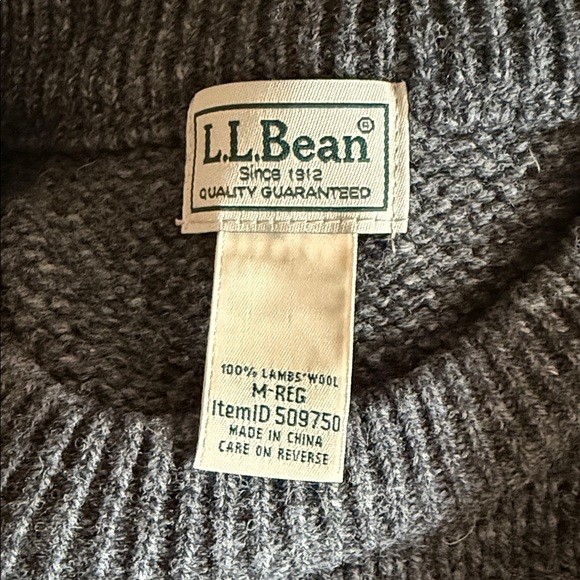 L.L.Bean®
Since 1912
QUALITY GUARANTEED
100% LAMBS' WOOL
M-REG
ItemID 509750
MADE IN CHINA
CARE ON REVERSE